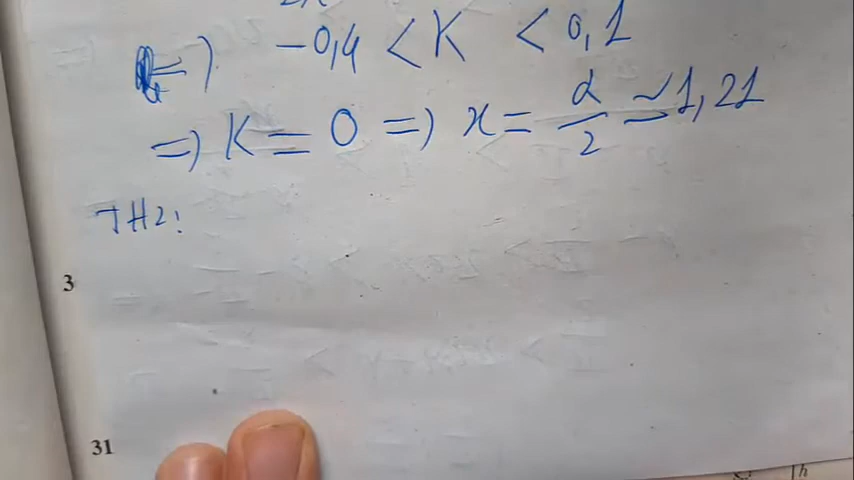 ⇔) -0,4 < K < 0,1
=) K = 0 =) x = α/2 ≃ 1,21
TH2:
3
31
h